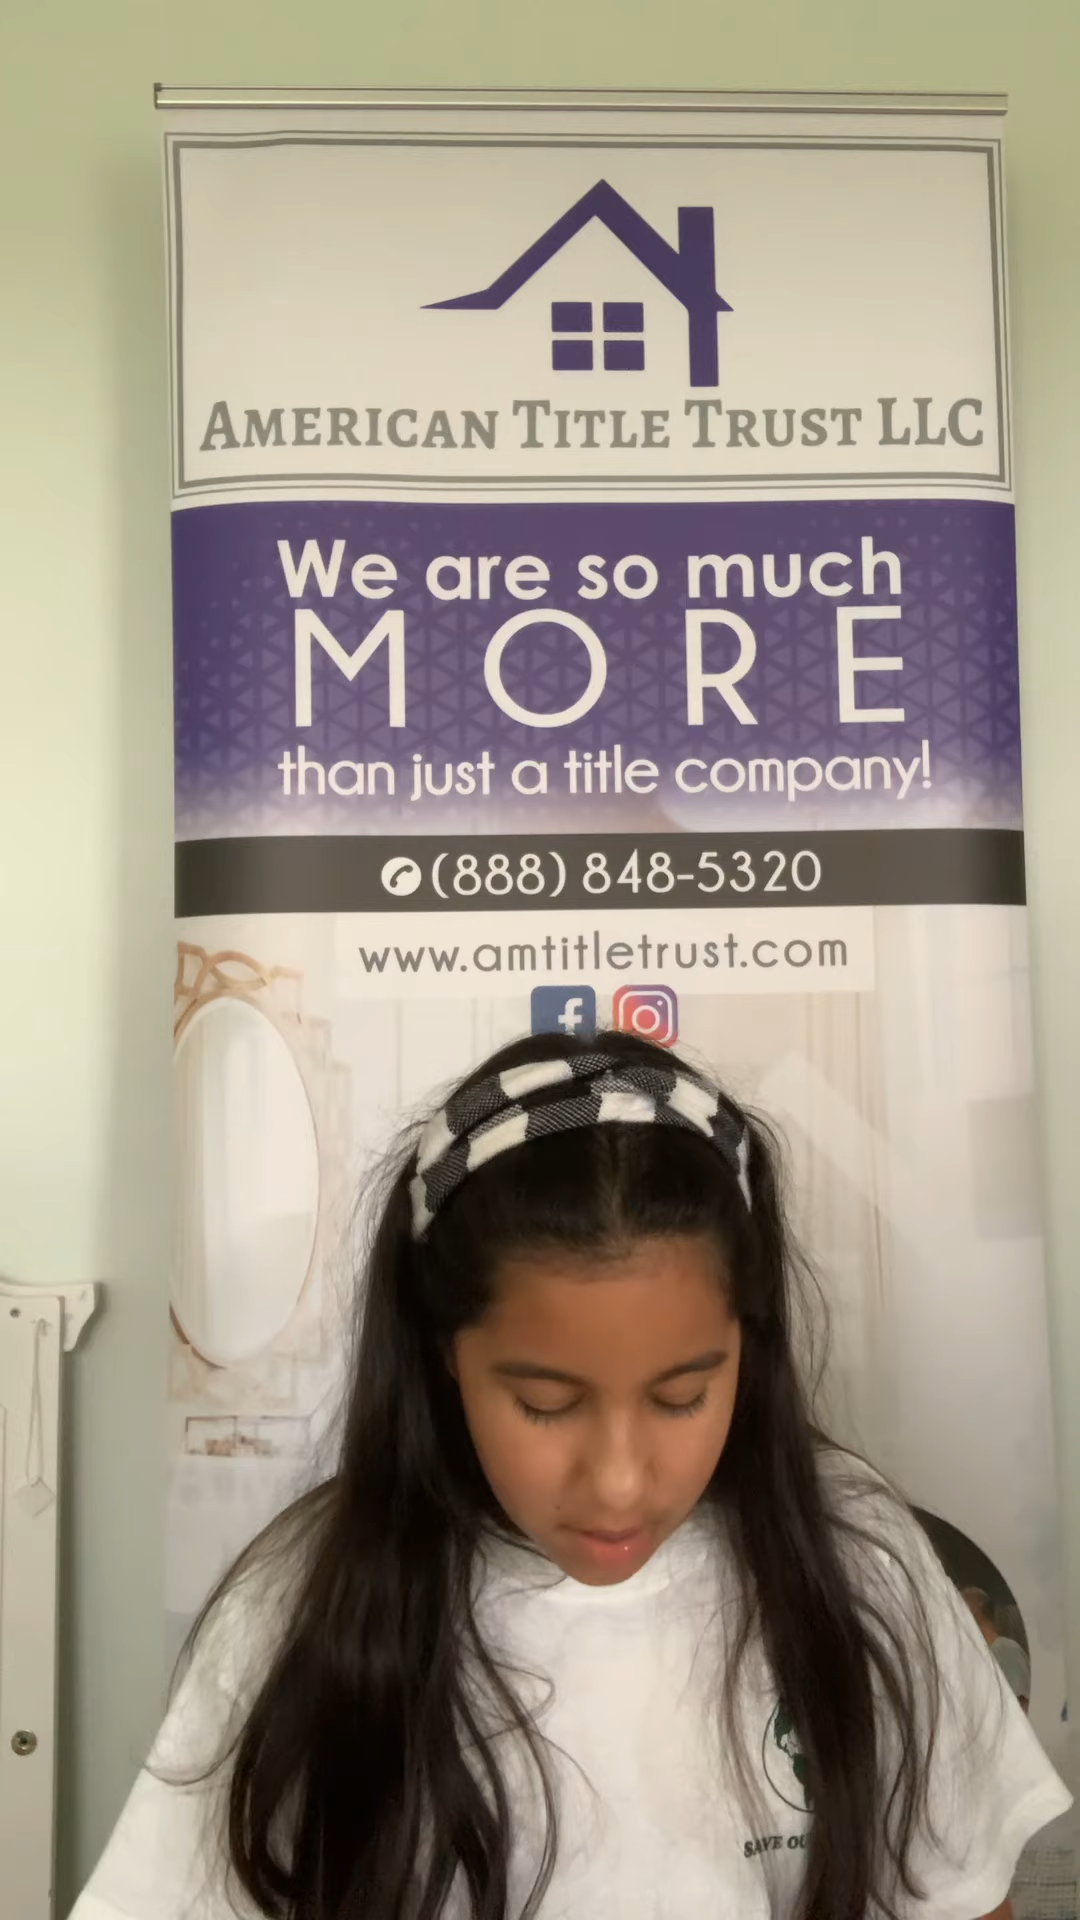 AMERICAN TITLE TRUST LLC
We are so much
MORE
than just a title company!
(888) 848-5320
www.amtitletrust.com
f
SAVE